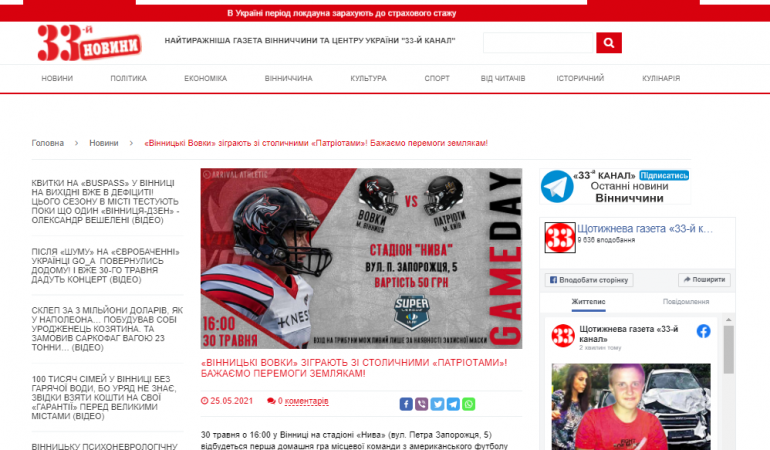 В Україні період локдауна зарахують до страхового стажу
33-й НОВИНИ
НАЙТИРАЖНІША ГАЗЕТА ВІННИЧЧИНИ ТА ЦЕНТРУ УКРАЇНИ "33-Й КАНАЛ"
НОВИНИ ПОЛІТИКА ЕКОНОМІКА ВІННИЧЧИНА КУЛЬТУРА СПОРТ ВІД ЧИТАЧІВ ІСТОРИЧНИЙ КУЛІНАРІЯ
Головна > Новини > «Вінницькі Вовки» зіграють зі столичними «Патріотами»! Бажаємо перемоги землякам!
КВИТКИ НА «BUSPASS» У ВІННИЦІ
НА ВИХІДНІ ВЖЕ В ДЕФІЦИТІ!
ЦЬОГО СЕЗОНУ В МІСТІ ТЕСТУЮТЬ
ПОКИ ЩО ОДИН «ВІННИЦЯ-ДЗЕН» -
ОЛЕКСАНДР ВЕШЕЛЕНІ (ВІДЕО)
ПІСЛЯ «ШУМУ» НА «ЄВРОБАЧЕННІ»
УКРАЇНЦІ GO_A ПОВЕРНУЛИСЬ
ДОДОМУ! І ВЖЕ 30-ГО ТРАВНЯ
ДАДУТЬ КОНЦЕРТ (ВІДЕО)
СКЛЕП ЗА 3 МІЛЬЙОНИ ДОЛАРІВ, ЯК
У НАПОЛЕОНА… ПОБУДУВАВ СОБІ
УРОДЖЕНЕЦЬ КОЗЯТИНА. ТА
ЗАМОВИВ САРКОФАГ ВАГОЮ 23
ТОННИ… (ВІДЕО)
100 ТИСЯЧ СІМЕЙ У ВІННИЦІ БЕЗ
ГАРЯЧОЇ ВОДИ, БО УРЯД НЕ ЗНАЄ,
ЗВІДКИ ВЗЯТИ КОШТИ НА СВОЇ
«ГАРАНТІЇ» ПЕРЕД ВЕЛИКИМИ
МІСТАМИ (ВІДЕО)
ВІННИЦЬКУ ПСИХОНЕВРОЛОГІЧНУ
ARRIVAL ATHLETIC
ВОВКИ
М. ВІННИЦЯ
VS
ПАТРІОТИ
М. КИЇВ
СТАДІОН "НИВА"
ВУЛ. П. ЗАПОРОЖЦЯ, 5
ВАРТІСТЬ 50 ГРН
GAMEDAY
SUPER
KNES
16:00
30 ТРАВНЯ
ВХІД НА ТРИБУНИ МОЖЛИВИЙ ЛИШЕ ЗА НАЯВНОСТІ ЗАХИСНОЇ МАСКИ
«ВІННИЦЬКІ ВОВКИ» ЗІГРАЮТЬ ЗІ СТОЛИЧНИМИ «ПАТРІОТАМИ»!
БАЖАЄМО ПЕРЕМОГИ ЗЕМЛЯКАМ!
25.05.2021 0 коментарів
30 травня о 16:00 у Вінниці на стадіоні «Нива» (вул. Петра Запорожця, 5)
відбудеться перша домашня гра місцевої команди з американського футболу
«33-й КАНАЛ» Підписатись
Останні новини
Вінниччини
Щотижнева газета «33-й к…
9 636 вподобання
Вподобати сторінку Поширити
Життєпис Повідомлення
Щотижнева газета «33-й
канал»
2 хвилин тому